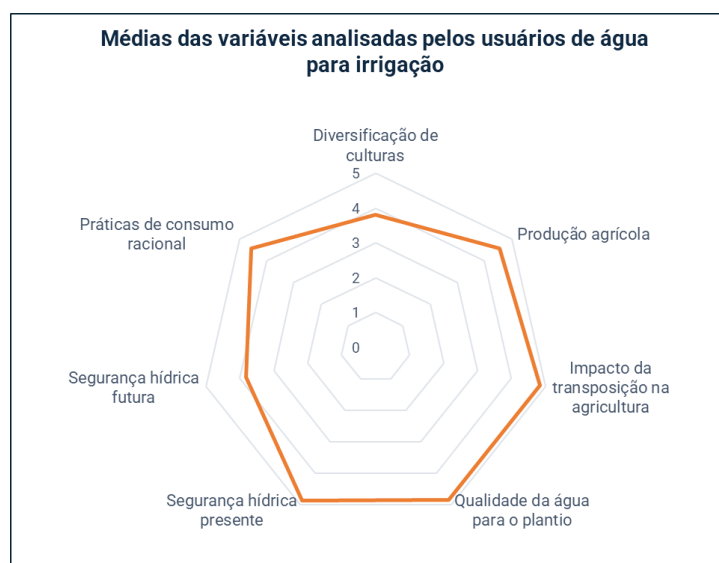 Médias das variáveis analisadas pelos usuários de água
para irrigação
Diversificação de
culturas
5
4
3
2
1
0
Produção agrícola
Impacto da
transposição na
agricultura
Qualidade da água
para o plantio
Segurança hídrica
presente
Segurança hídrica
futura
Práticas de consumo
racional